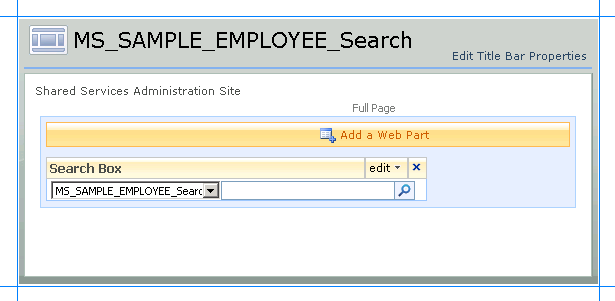 MS_SAMPLE_EMPLOYEE_Search
Edit Title Bar Properties
Shared Services Administration Site
Full Page
Add a Web Part
Search Box edit
MS_SAMPLE_EMPLOYEE_Searc